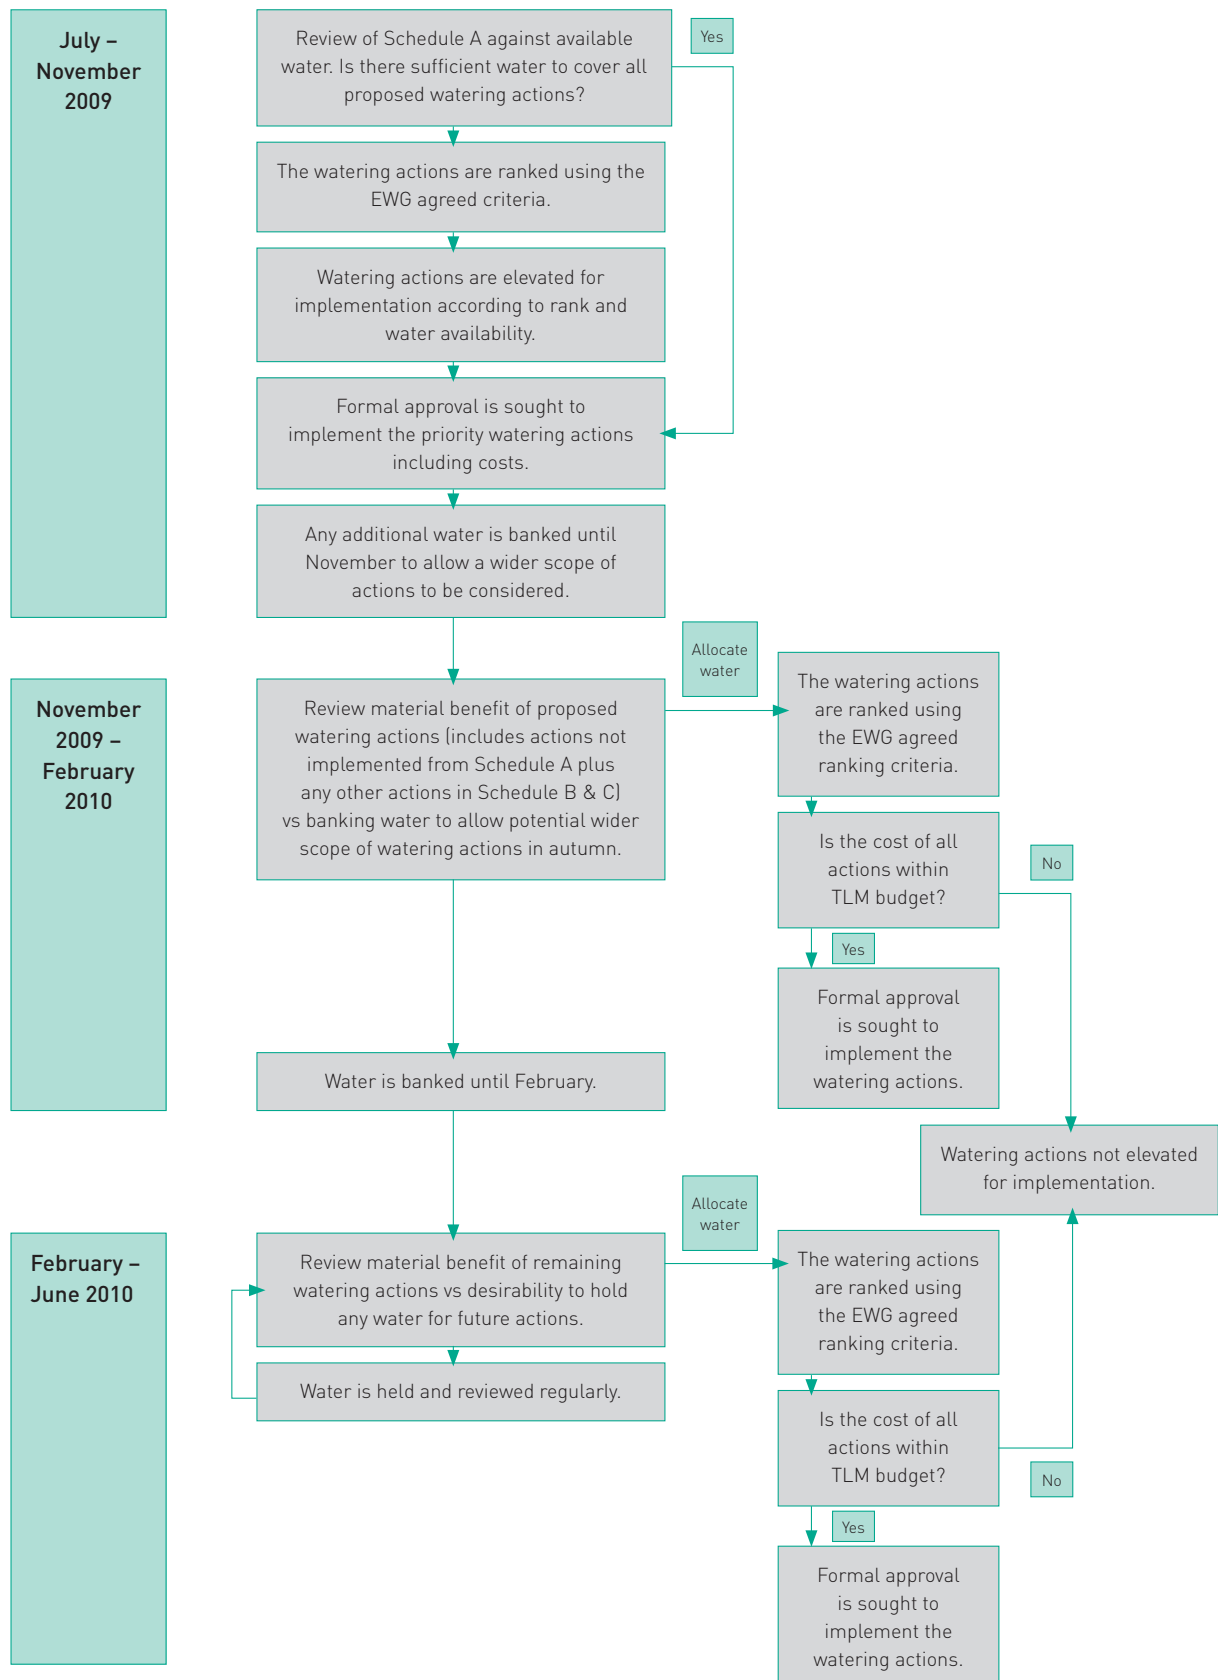 July –
November
2009
Review of Schedule A against available
water. Is there sufficient water to cover all
proposed watering actions?
Yes
The watering actions are ranked using the
EWG agreed criteria.
Watering actions are elevated for
implementation according to rank and
water availability.
Formal approval is sought to
implement the priority watering actions
including costs.
Any additional water is banked until
November to allow a wider scope of
actions to be considered.
November
2009 –
February
2010
Review material benefit of proposed
watering actions (includes actions not
implemented from Schedule A plus
any other actions in Schedule B & C)
vs banking water to allow potential wider
scope of watering actions in autumn.
Allocate
water
The watering actions
are ranked using
the EWG agreed
ranking criteria.
Is the cost of all
actions within
TLM budget?
No
Yes
Formal approval
is sought to
implement the
watering actions.
Water is banked until February.
Watering actions not elevated
for implementation.
February –
June 2010
Review material benefit of remaining
watering actions vs desirability to hold
any water for future actions.
Allocate
water
The watering actions
are ranked using
the EWG agreed
ranking criteria.
Water is held and reviewed regularly.
Is the cost of all
actions within
TLM budget?
No
Yes
Formal approval
is sought to
implement the
watering actions.